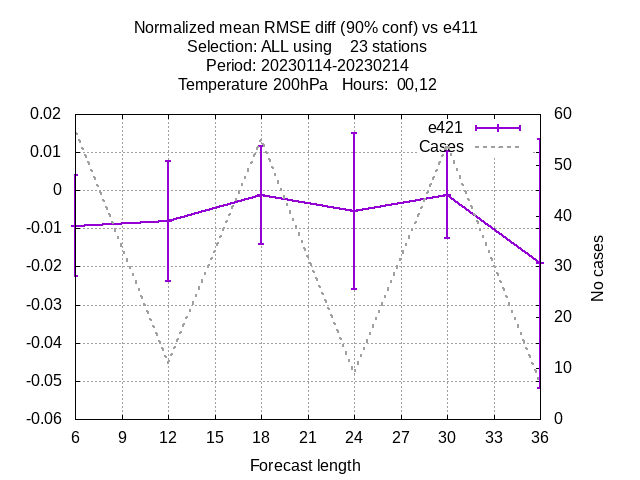 Normalized mean RMSE diff (90% conf) vs e411
Selection: ALL using    23 stations
Period: 20230114-20230214
Temperature 200hPa   Hours:  00,12
e421
Cases
0.02
0.01
0
-0.01
-0.02
-0.03
-0.04
-0.05
-0.06
60
50
40
30
20
10
0
No cases
6 9 12 15 18 21 24 27 30 33 36
Forecast length